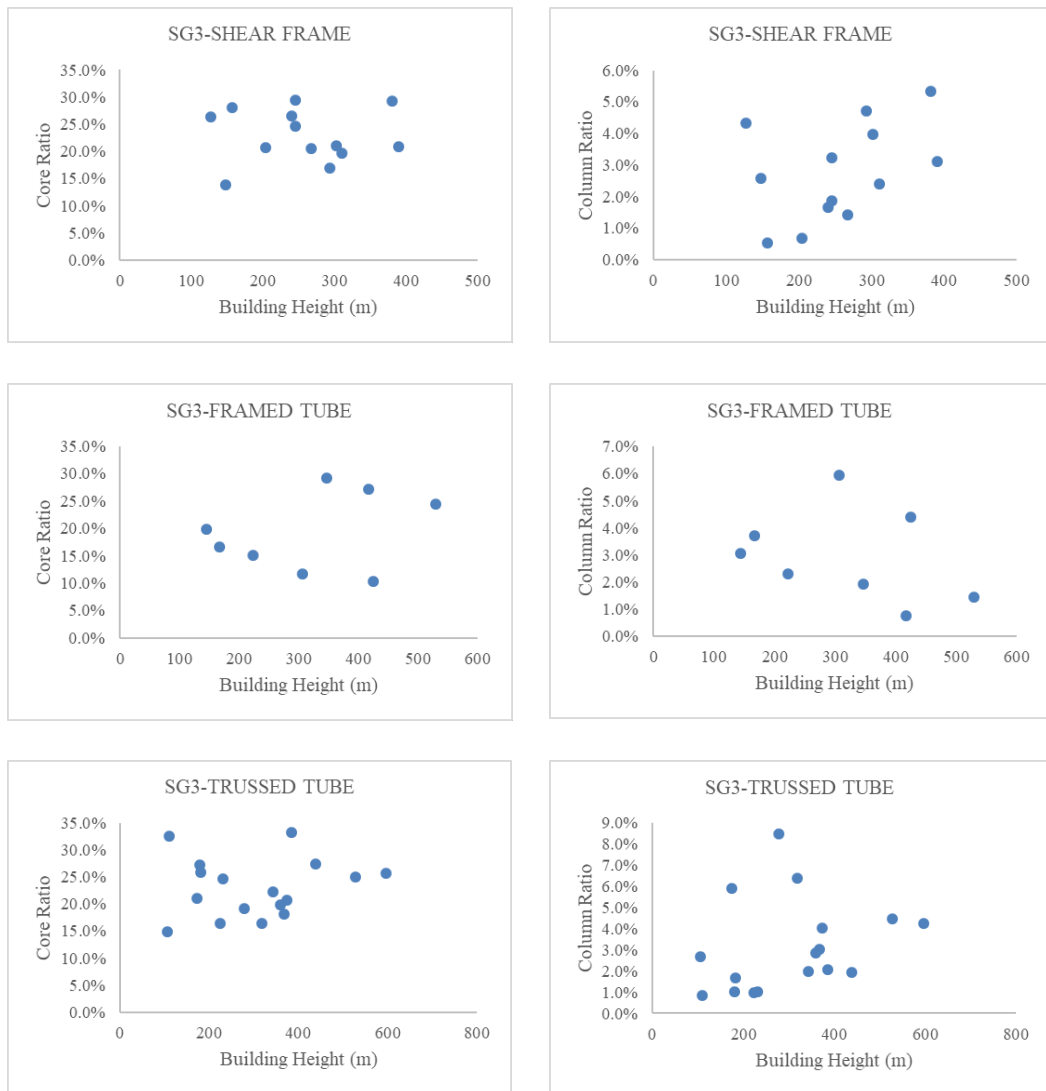 SG3-SHEAR FRAME
35.0%
30.0%
25.0%
20.0%
15.0%
10.0%
5.0%
0.0%
Core Ratio
0 100 200 300 400 500
Building Height (m)
SG3-SHEAR FRAME
6.0%
5.0%
4.0%
3.0%
2.0%
1.0%
0.0%
Column Ratio
0 100 200 300 400 500
Building Height (m)
SG3-FRAMED TUBE
35.0%
30.0%
25.0%
20.0%
15.0%
10.0%
5.0%
0.0%
Core Ratio
0 100 200 300 400 500 600
Building Height (m)
SG3-FRAMED TUBE
7.0%
6.0%
5.0%
4.0%
3.0%
2.0%
1.0%
0.0%
Column Ratio
0 100 200 300 400 500 600
Building Height (m)
SG3-TRUSSED TUBE
35.0%
30.0%
25.0%
20.0%
15.0%
10.0%
5.0%
0.0%
Core Ratio
0 200 400 600 800
Building Height (m)
SG3-TRUSSED TUBE
9.0%
8.0%
7.0%
6.0%
5.0%
4.0%
3.0%
2.0%
1.0%
0.0%
Column Ratio
0 200 400 600 800
Building Height (m)